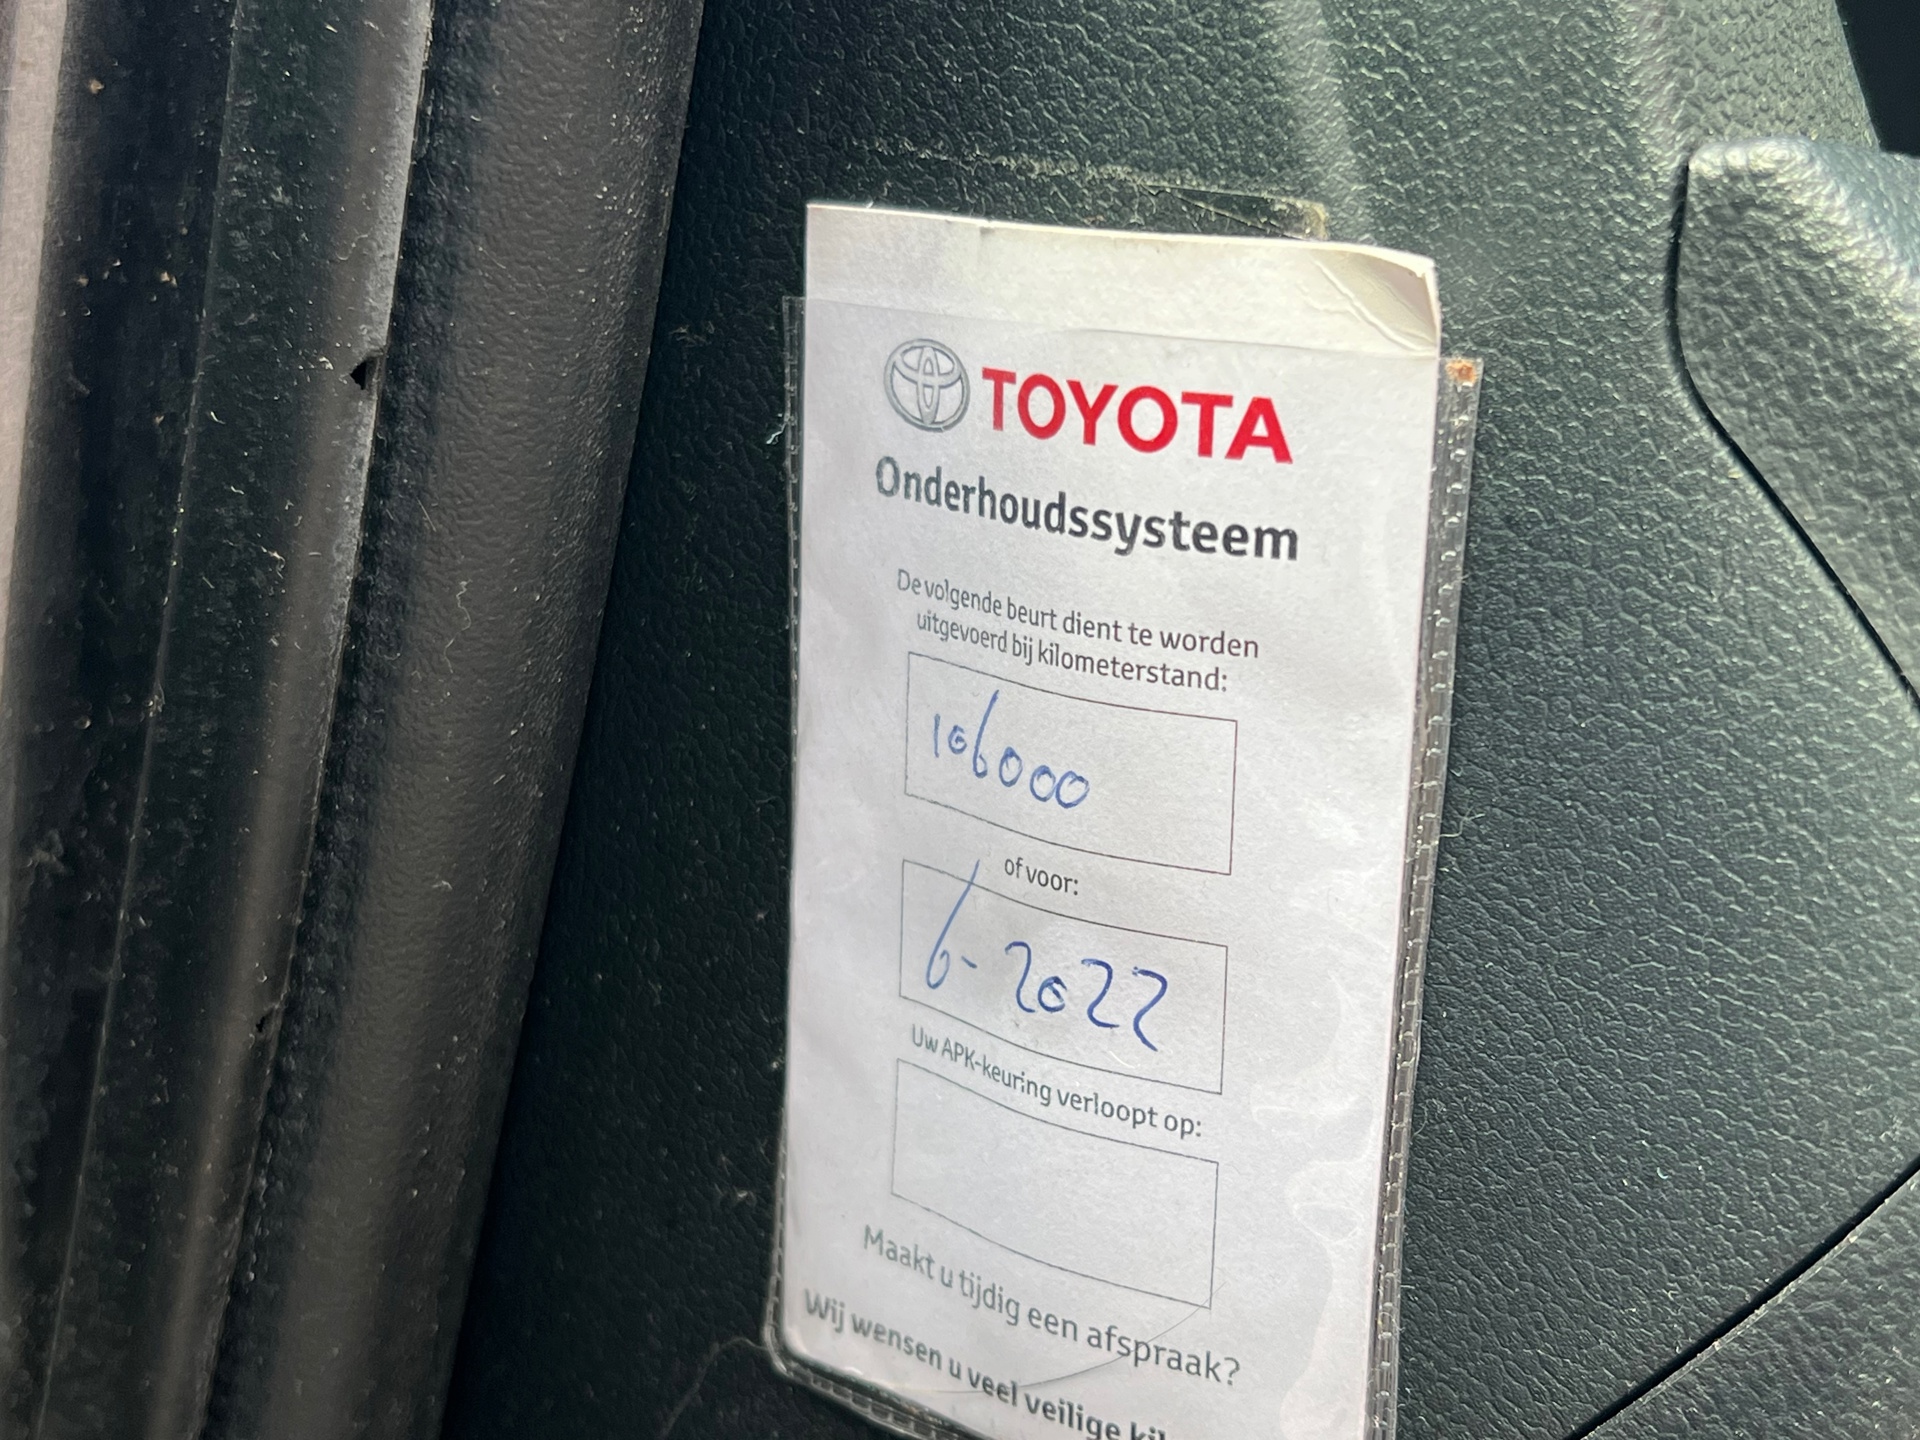 TOYOTA
Onderhoudssysteem
De volgende beurt dient te worden
uitgevoerd bij kilometerstand:
106000
of voor:
6-2022
Uw APK-keuring verloopt op:
Maakt u tijdig een afspraak?
Wij wensen u veel veilige